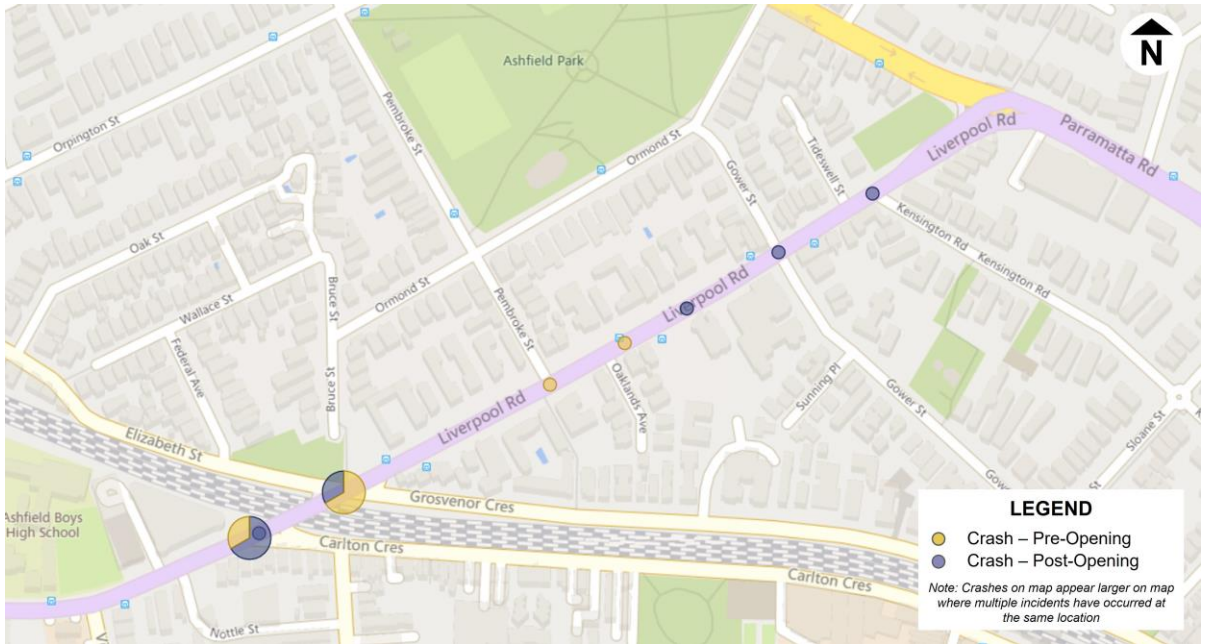 Ashfield Park
N
Orpington St
Pembroke St
Ormond St
Tideswell St
Liverpool Rd
Parramatta Rd
Gower St
Kensington Rd
Kensington Rd
Oak St
Wallace St
Bruce St
Ormond St
Pembroke St
Liverpool Rd
Federal Ave
Bruce St
Oaklands Ave
Sunning Pl
Gower St
Sloane St
Liverpool Rd
Elizabeth St
Grosvenor Cres
Ashfield Boys
High School
Carlton Cres
Carlton Cres
Nottle St
LEGEND
Crash – Pre-Opening
Crash – Post-Opening
Note: Crashes on map appear larger on map
where multiple incidents have occurred at
the same location